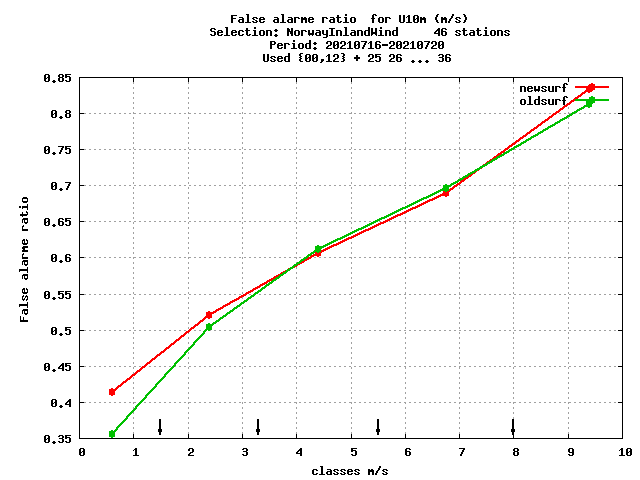 False alarme ratio  for U10m (m/s)
Selection: NorwayInlandWind     46 stations
Period: 20210716-20210720
Used {00,12} + 25 26 ... 36
newsurf
oldsurf
0.85
0.8
0.75
0.7
0.65
0.6
0.55
0.5
0.45
0.4
0.35
False alarme ratio
0 1 2 3 4 5 6 7 8 9 10
classes m/s